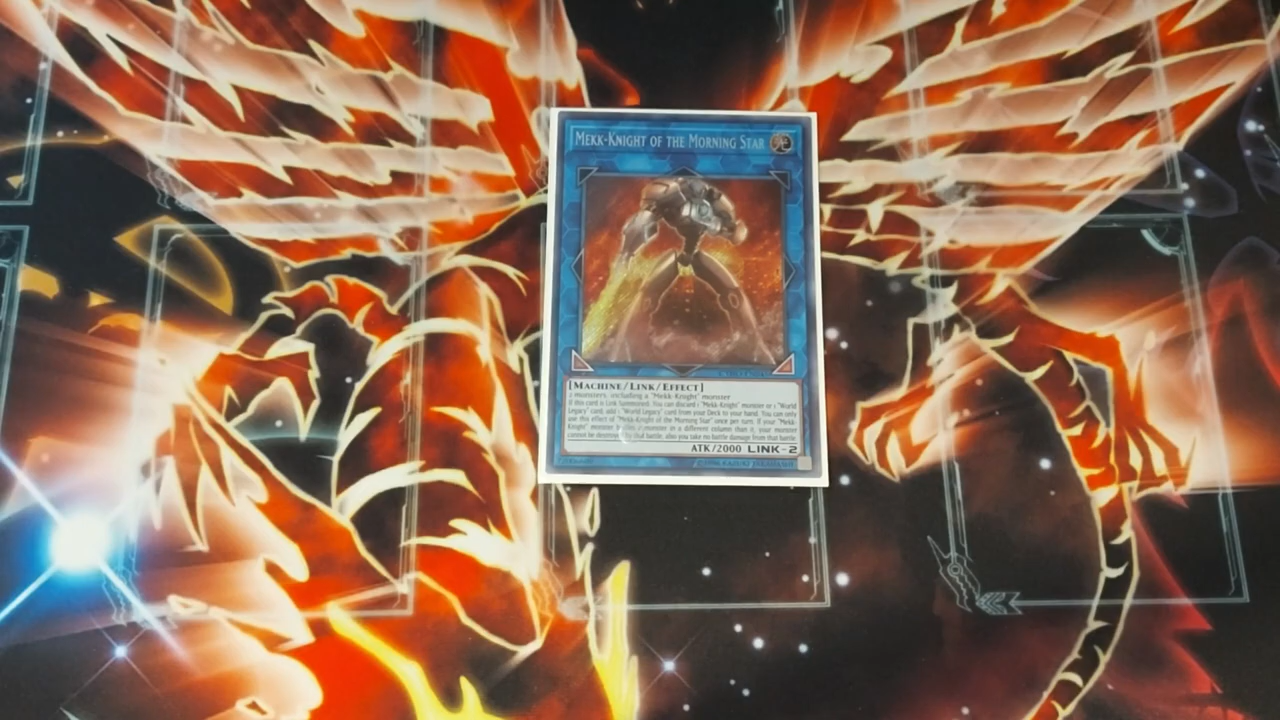 MEKK-KNIGHT OF THE MORNING STAR
[MACHINE/LINK/EFFECT]
2 monsters, including a "Mekk-Knight" monster
If this card is Link Summoned: You can discard 1 "Mekk-Knight" monster or 1 "World
Legacy" card; add 1 "World Legacy" card from your Deck to your hand. You can only
use this effect of "Mekk-Knight of the Morning Star" once per turn. If your "Mekk-
Knight" monster battles a monster in a different column than it, your monster
cannot be destroyed by that battle, also you take no battle damage from that battle.
ATK/2000 LINK-2